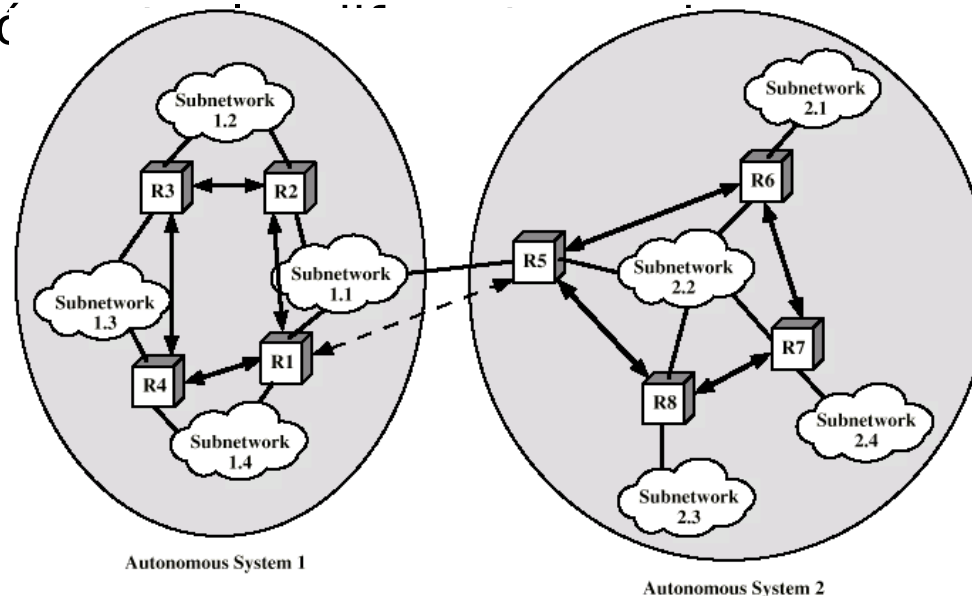 Subnetwork
1.2
Subnetwork
2.1
R3
R2
R6
R5
Subnetwork
1.1
Subnetwork
2.2
Subnetwork
1.3
R1
R7
R4
R8
Subnetwork
1.4
Subnetwork
2.4
Subnetwork
2.3
Autonomous System 1
Autonomous System 2